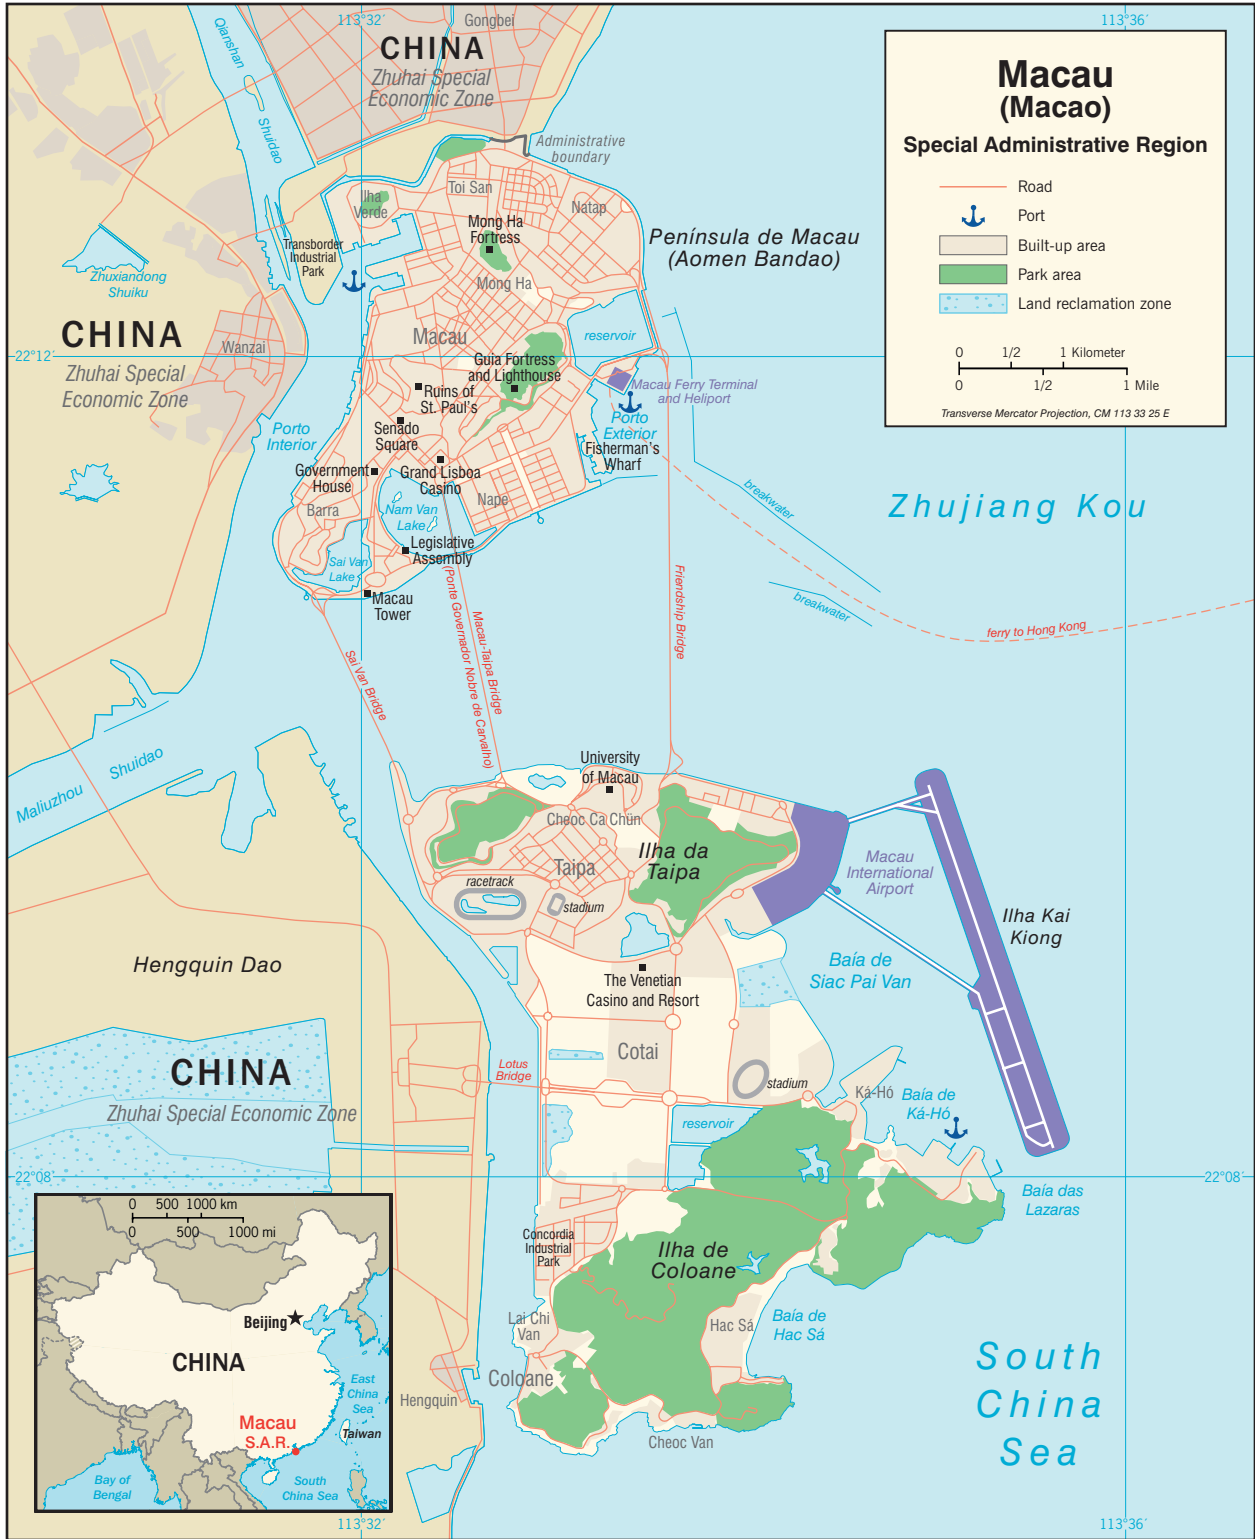 113°32´
Gongbei
113°36´
CHINA
Zhuhai Special
Economic Zone
Qianshan
Shuidao
Macau
(Macao)
Special Administrative Region
Road
Port
Built-up area
Park area
Land reclamation zone
0 1/2 1 Kilometer
0 1/2 1 Mile
Transverse Mercator Projection, CM 113 33 25 E
Administrative
boundary
Toi San
Ilha
Verde
Natap
Mong Ha
Fortress
Península de Macau
(Aomen Bandao)
Transborder
Industrial
Park
Zhuxiandong
Shuiku
Mong Ha
CHINA
Zhuhai Special
Economic Zone
Wanzai
Macau
reservoir
22°12´
Guia Fortress
and Lighthouse
Macau Ferry Terminal
and Heliport
Ruins of
St. Paul's
Porto
Exterior
Senado
Square
Porto
Interior
Fisherman's
Wharf
Government
House
Grand Lisboa
Casino
Nape
Barra
Nam Van
Lake
breakwater
Zhujiang Kou
Legislative
Assembly
Sai Van
Lake
Macau
Tower
breakwater
ferry to Hong Kong
Sai Van Bridge
Macau-Taipa Bridge
(Ponte Governador Nobre de Carvalho)
Friendship Bridge
Maliuzhou Shuidao
University
of Macau
Cheoc Ca Chun
Ilha da
Taipa
Taipa
Macau
International
Airport
racetrack
stadium
Ilha Kai
Kiong
Hengquin Dao
Baía de
Siac Pai Van
The Venetian
Casino and Resort
Cotai
CHINA
Zhuhai Special Economic Zone
Lotus
Bridge
stadium
Ká-Hó
Baía de
Ká-Hó
reservoir
22°08´
22°08´
Baía das
Lazaras
Concordia
Industrial
Park
Ilha de
Coloane
Lai Chi
Van
Hac Sá
Baía de
Hac Sá
Coloane
Hengquin
Cheoc Van
South
China
Sea
0 500 1000 km
0 500 1000 mi
Beijing
CHINA
East
China
Sea
Macau
S.A.R.
Taiwan
Bay of
Bengal
South
China Sea
113°32´
113°36´